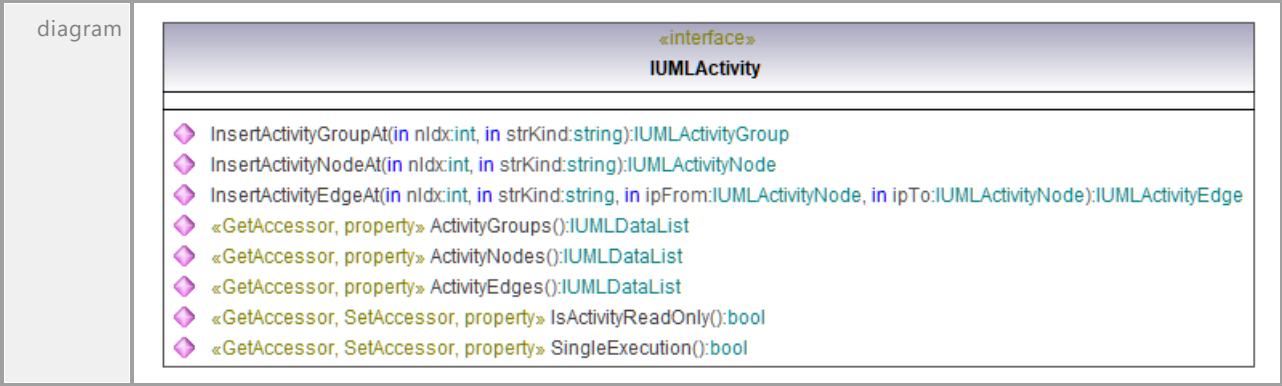 diagram
«interface»
IUMLActivity
InsertActivityGroupAt(in nIdx:int, in strKind:string):IUMLActivityGroup
InsertActivityNodeAt(in nIdx:int, in strKind:string):IUMLActivityNode
InsertActivityEdgeAt(in nIdx:int, in strKind:string, in ipFrom:IUMLActivityNode, in ipTo:IUMLActivityNode):IUMLActivityEdge
«GetAccessor, property» ActivityGroups():IUMLDataList
«GetAccessor, property» ActivityNodes():IUMLDataList
«GetAccessor, property» ActivityEdges():IUMLDataList
«GetAccessor, SetAccessor, property» IsActivityReadOnly():bool
«GetAccessor, SetAccessor, property» SingleExecution():bool